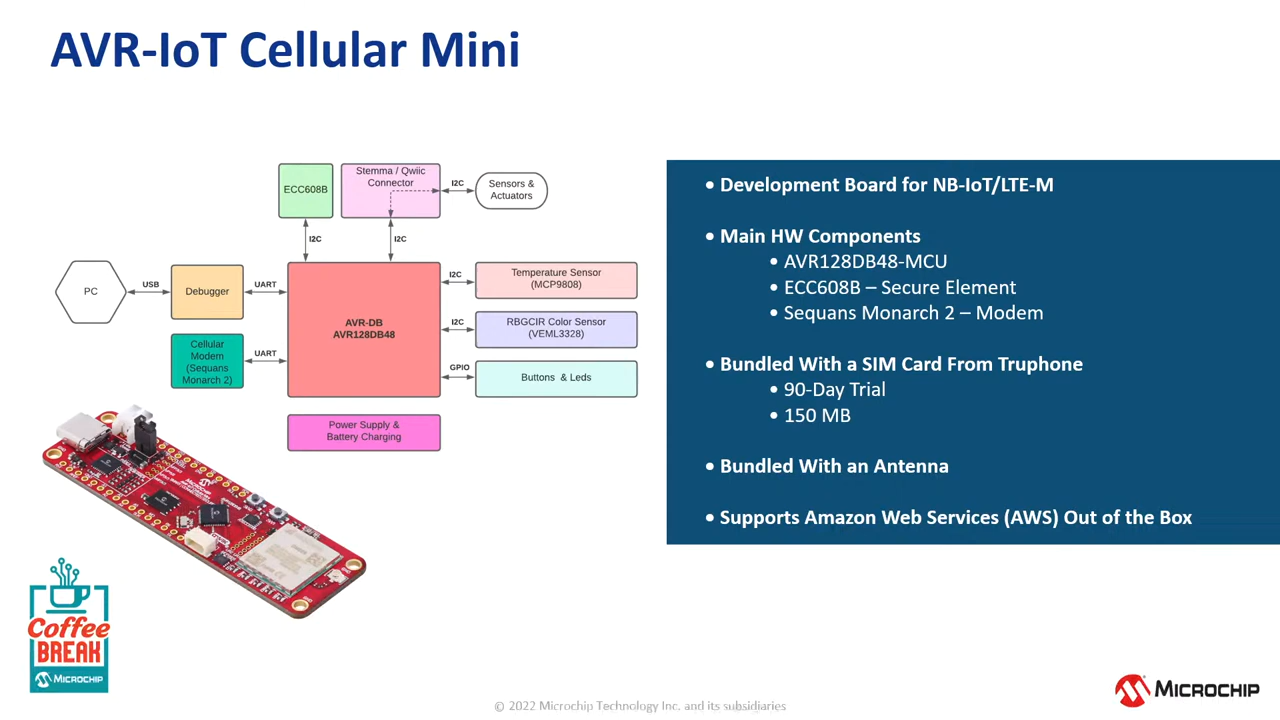 AVR-IoT Cellular Mini
ECC608B
Stemma / Qwiic
Connector
I2C
Sensors &
Actuators
I2C
I2C
PC
USB
Debugger
UART
AVR-DB
AVR128DB48
I2C
Temperature Sensor
(MCP9808)
I2C
RBGCIR Color Sensor
(VEML3328)
Cellular
Modem
(Sequans
Monarch 2)
UART
GPIO
Buttons & Leds
Power Supply &
Battery Charging
• Development Board for NB-IoT/LTE-M
• Main HW Components
• AVR128DB48-MCU
• ECC608B – Secure Element
• Sequans Monarch 2 – Modem
• Bundled With a SIM Card From Truphone
• 90-Day Trial
• 150 MB
• Bundled With an Antenna
• Supports Amazon Web Services (AWS) Out of the Box
MICROCHIP
Coffee
BREAK
MICROCHIP
© 2022 Microchip Technology Inc. and its subsidiaries
MICROCHIP